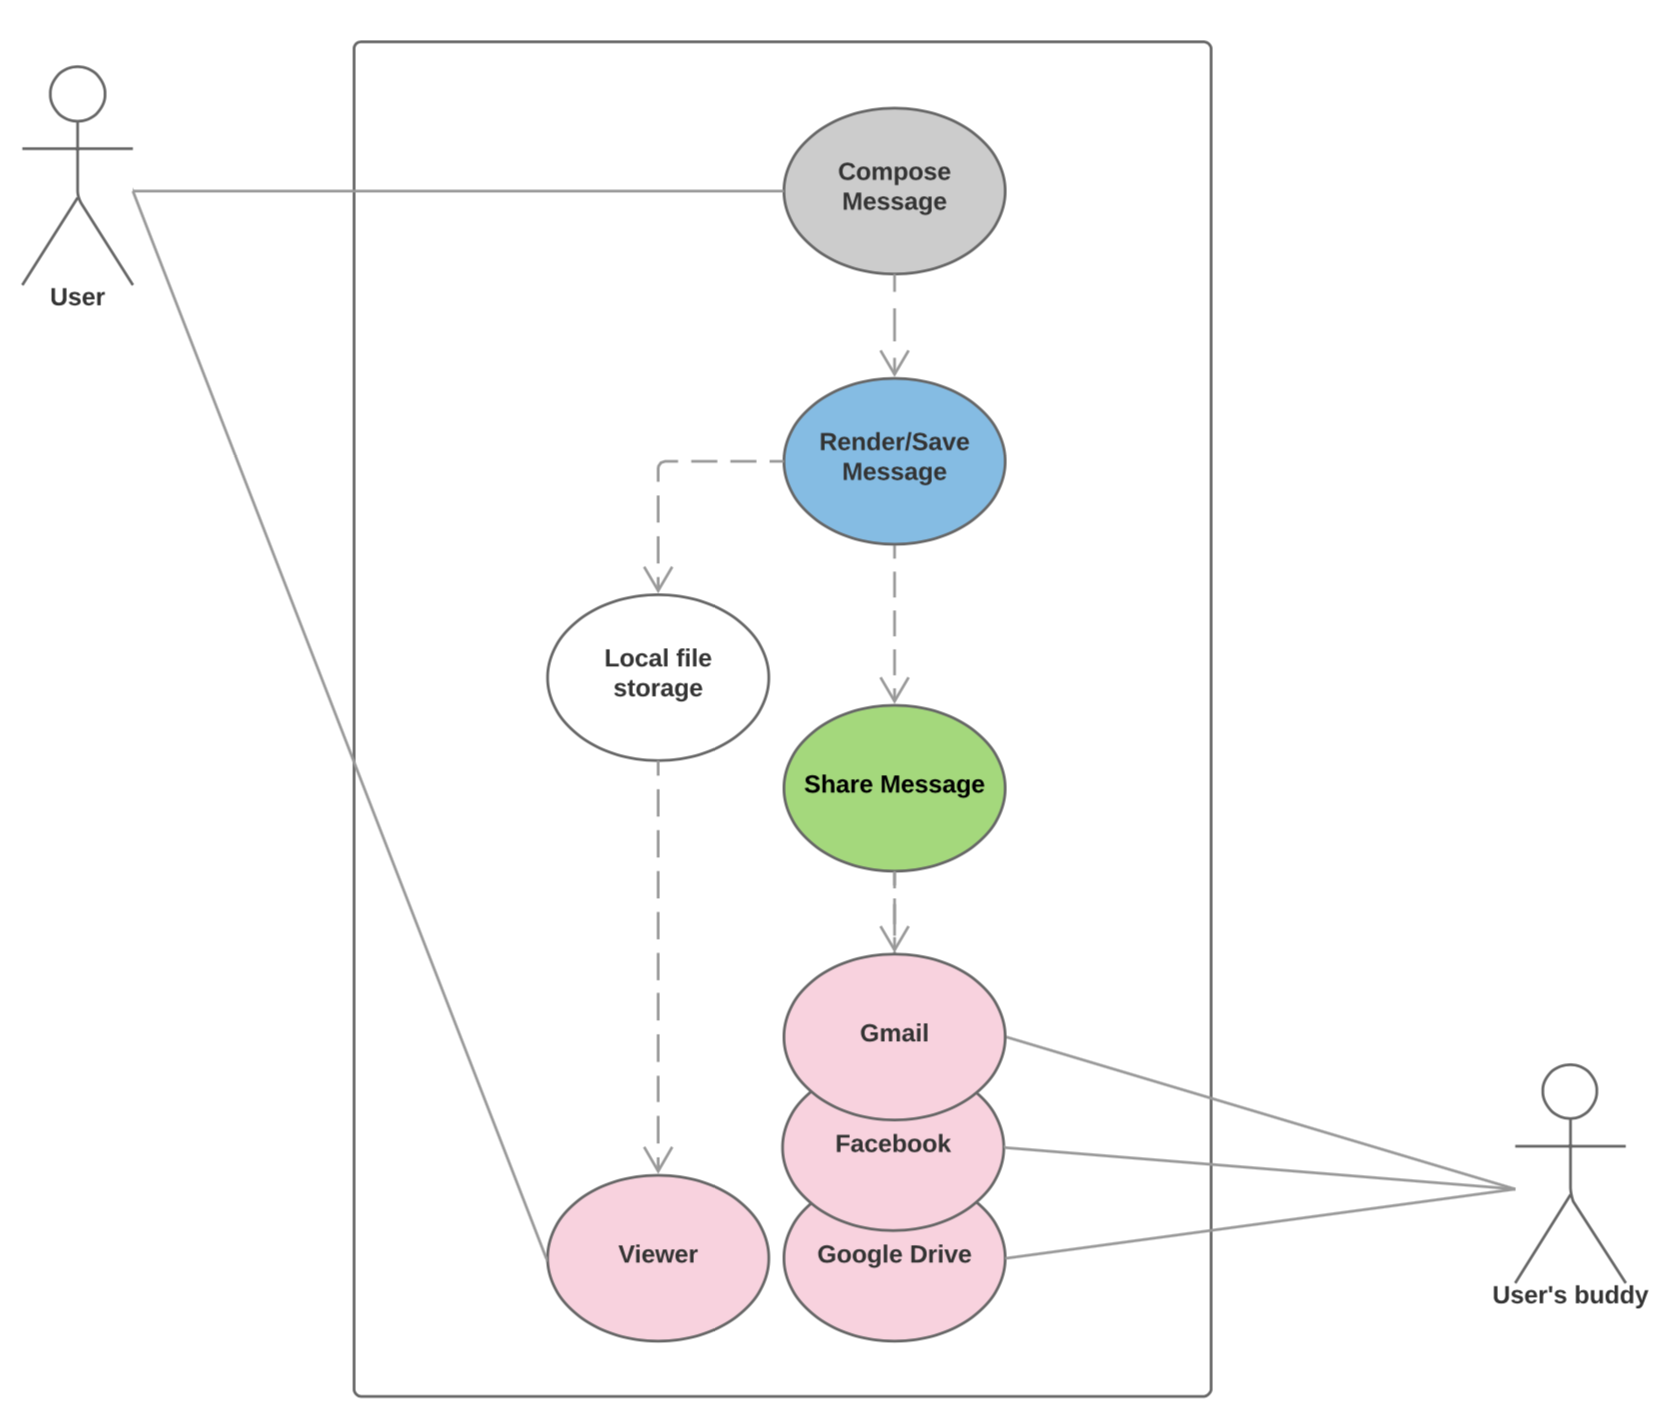 Compose
Message
User
Render/Save
Message
Local file
storage
Share Message
Gmail
Facebook
Viewer
Google Drive
User's buddy